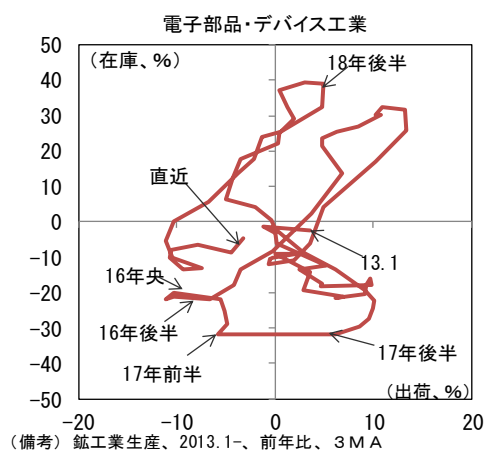 電子部品・デバイス工業
(在庫、%)
50
40
30
20
10
0
-10
-20
-30
-40
-50
18年後半
直近
13.1
16年央
16年後半
17年前半
17年後半
(出荷、%)
-20
-10
0
10
20
(備考) 鉱工業生産、2013.1-、前年比、3MA